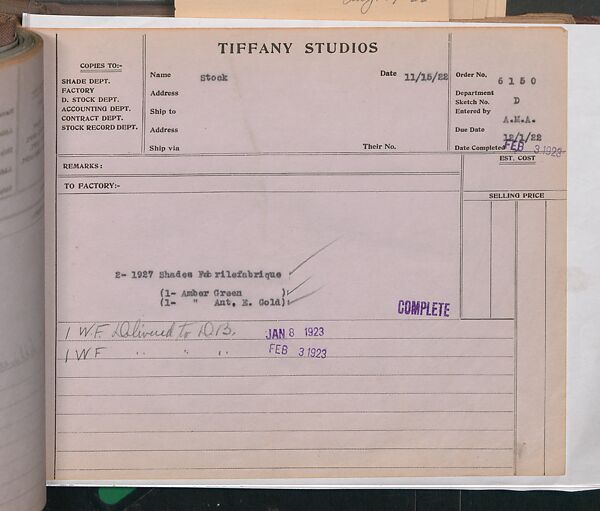 TIFFANY STUDIOS
COPIES TO:-
SHADE DEPT.
FACTORY
D. STOCK DEPT.
ACCOUNTING DEPT.
CONTRACT DEPT.
STOCK RECORD DEPT.
Name Stock Date 11/15/22
Address
Ship to
Address
Ship via Their No.
Order No. 6150
Department
Sketch No. D
Entered by A.M.A.
Due Date 12/1/22
Date Completed FEB 3 1923
REMARKS:
EST. COST
TO FACTORY:-
SELLING PRICE
2- 1927 Shades Fabrilefabrique
(1- Amber Green )
(1- " Ant. E. Gold)
COMPLETE
1 W.F. Delivered to D.B. JAN 8 1923
1 W F " " " FEB 3 1923